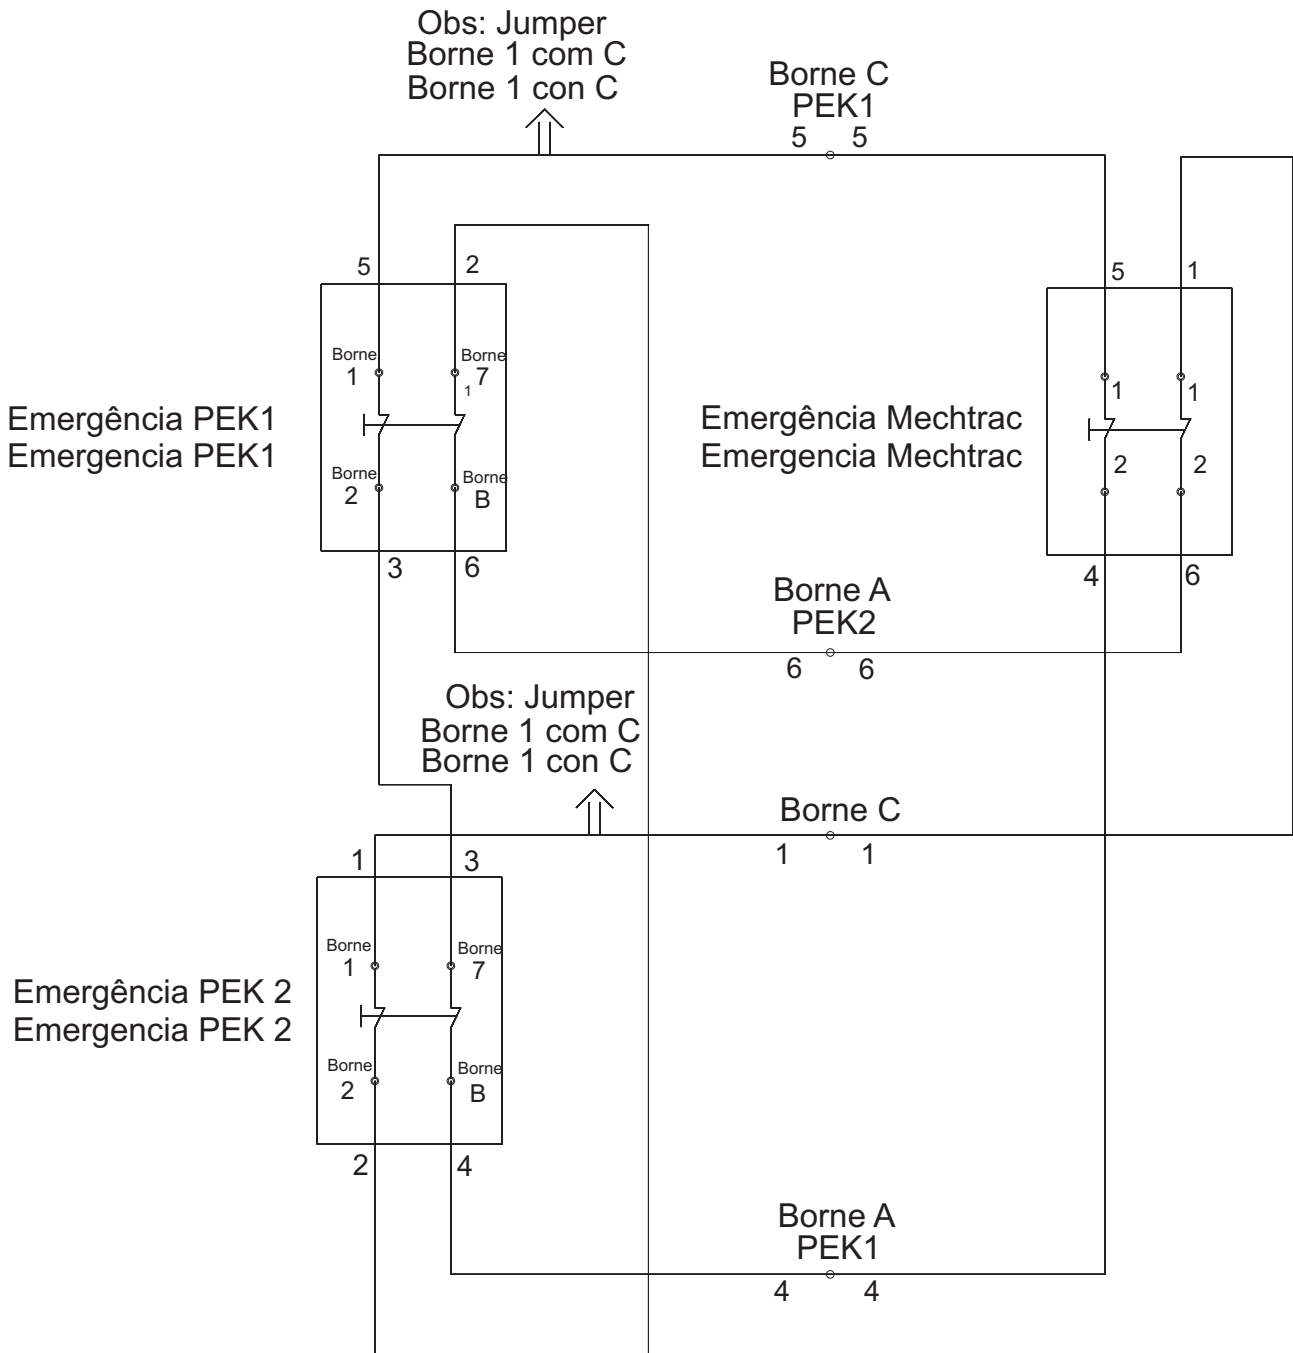 Obs: Jumper
Borne 1 com C
Borne 1 con C
Borne C
PEK1
5 5
5 2
5 1
Borne
1
Borne
7
1
1 1
Emergência PEK1
Emergencia PEK1
Emergência Mechtrac
Emergencia Mechtrac
Borne
2
Borne
B
2 2
3 6
4 6
Borne A
PEK2
6 6
Obs: Jumper
Borne 1 com C
Borne 1 con C
Borne C
1 1
1 3
Borne
1
Borne
7
Emergência PEK 2
Emergencia PEK 2
Borne
2
Borne
B
2 4
Borne A
PEK1
4 4